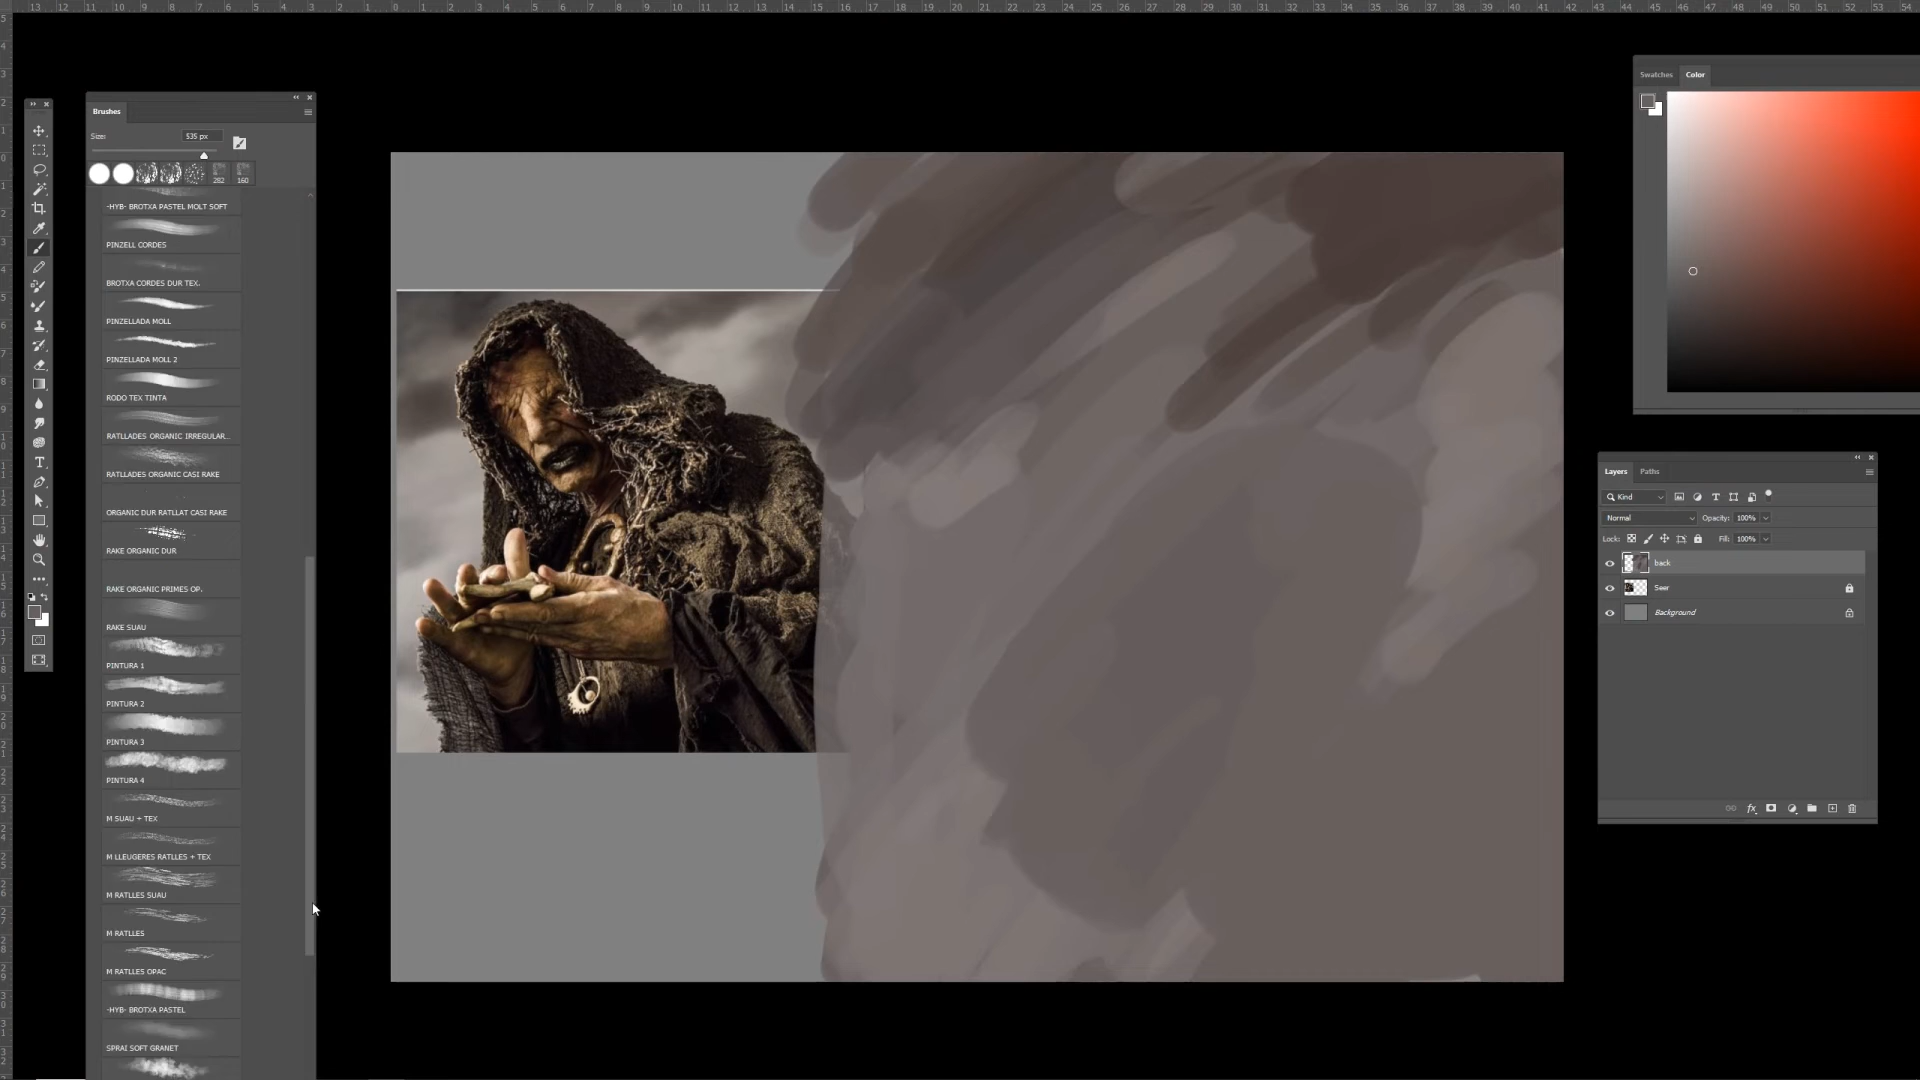 Brushes
Size:
535 px
282
160
-HYB- BROTXA PASTEL MOLT SOFT
PINZELL CORDES
BROTXA CORDES DUR TEX.
PINZELLADA MOLL
PINZELLADA MOLL 2
RODO TEX TINTA
RATLLADES ORGANIC IRREGULAR...
RATLLADES ORGANIC CASI RAKE
ORGANIC DUR RATLLAT CASI RAKE
RAKE ORGANIC DUR
RAKE ORGANIC PRIMES OP.
RAKE SUAU
PINTURA 1
PINTURA 2
PINTURA 3
PINTURA 4
M SUAU + TEX
M LLEUGERES RATLLES + TEX
M RATLLES SUAU
M RATLLES
M RATLLES OPAC
-HYB- BROTXA PASTEL
SPRAI SOFT GRANET
Swatches Color
Layers Paths
Kind
Normal Opacity: 100%
Lock: Fill: 100%
back
Seer
Background